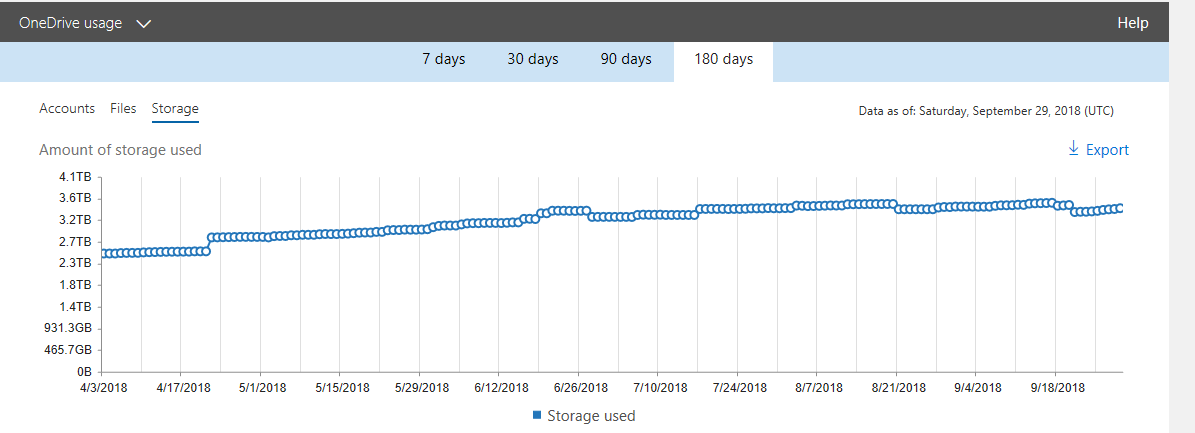 OneDrive usage
Help
7 days 30 days 90 days 180 days
Accounts Files Storage
Data as of: Saturday, September 29, 2018 (UTC)
Amount of storage used
Export
4.1TB
3.6TB
3.2TB
2.7TB
2.3TB
1.8TB
1.4TB
931.3GB
465.7GB
0B
4/3/2018 4/17/2018 5/1/2018 5/15/2018 5/29/2018 6/12/2018 6/26/2018 7/10/2018 7/24/2018 8/7/2018 8/21/2018 9/4/2018 9/18/2018
Storage used